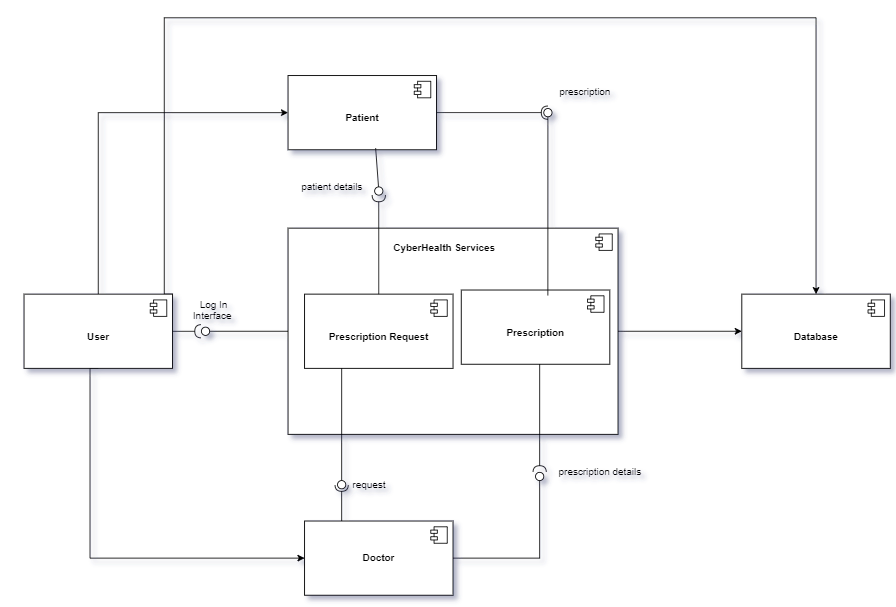 prescription
Patient
patient details
CyberHealth Services
Log In
Interface
User
Prescription Request
Prescription
Database
prescription details
request
Doctor